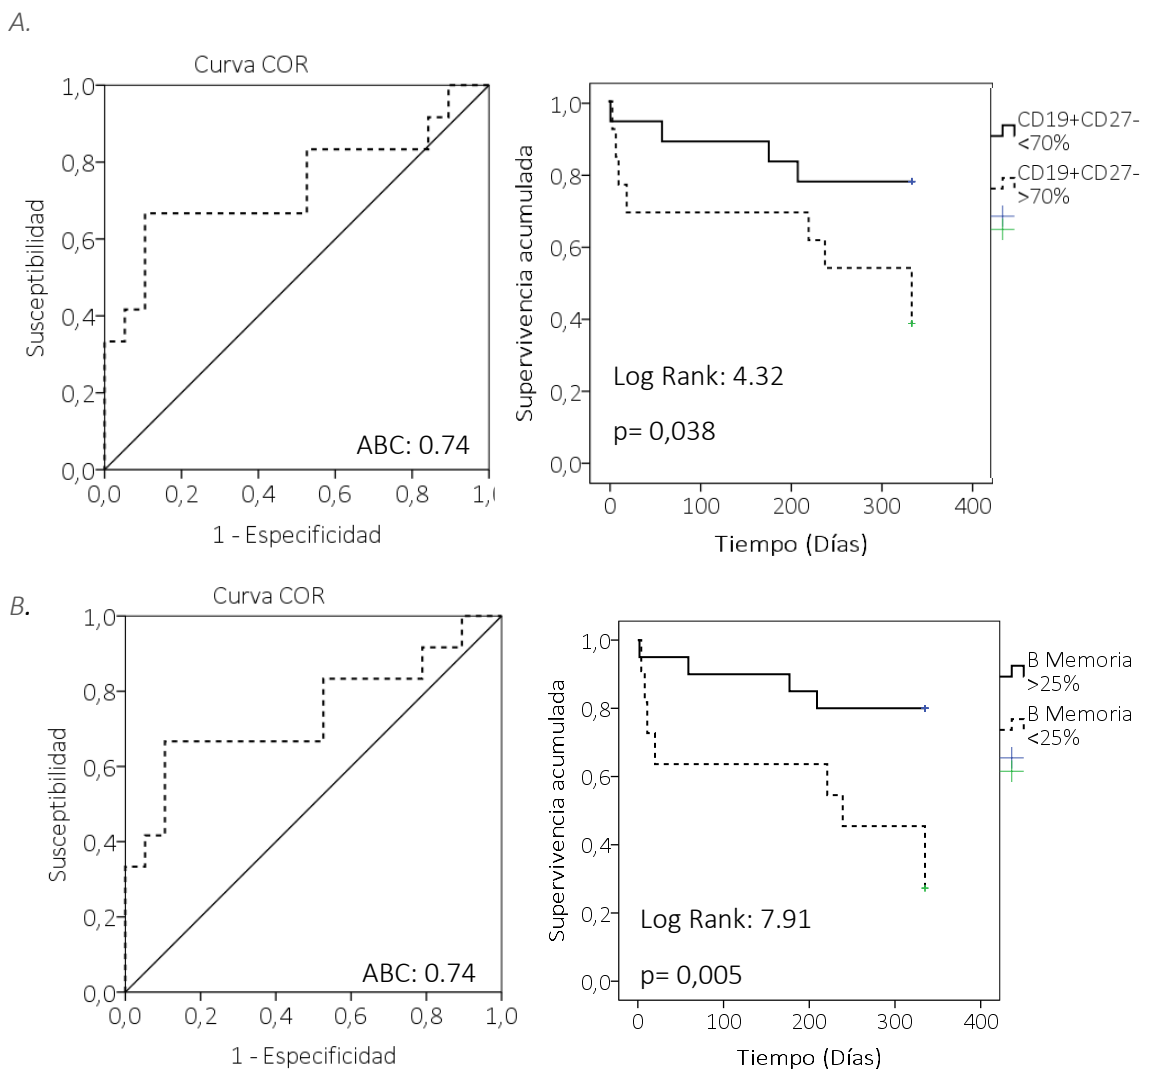 A.
Curva COR
1,0
0,8
0,6
0,4
0,2
0,0
Susceptibilidad
ABC: 0.74
0,0 0,2 0,4 0,6 0,8 1,0
1 - Especificidad
1,0
0,8
0,6
0,4
0,2
0,0
Supervivencia acumulada
Log Rank: 4.32
p= 0,038
0 100 200 300 400
Tiempo (Días)
CD19+CD27-
<70%
CD19+CD27-
>70%
B.
Curva COR
1,0
0,8
0,6
0,4
0,2
0,0
Susceptibilidad
ABC: 0.74
0,0 0,2 0,4 0,6 0,8 1,0
1 - Especificidad
1,0
0,8
0,6
0,4
0,2
0,0
Supervivencia acumulada
Log Rank: 7.91
p= 0,005
0 100 200 300 400
Tiempo (Días)
B Memoria
>25%
B Memoria
<25%